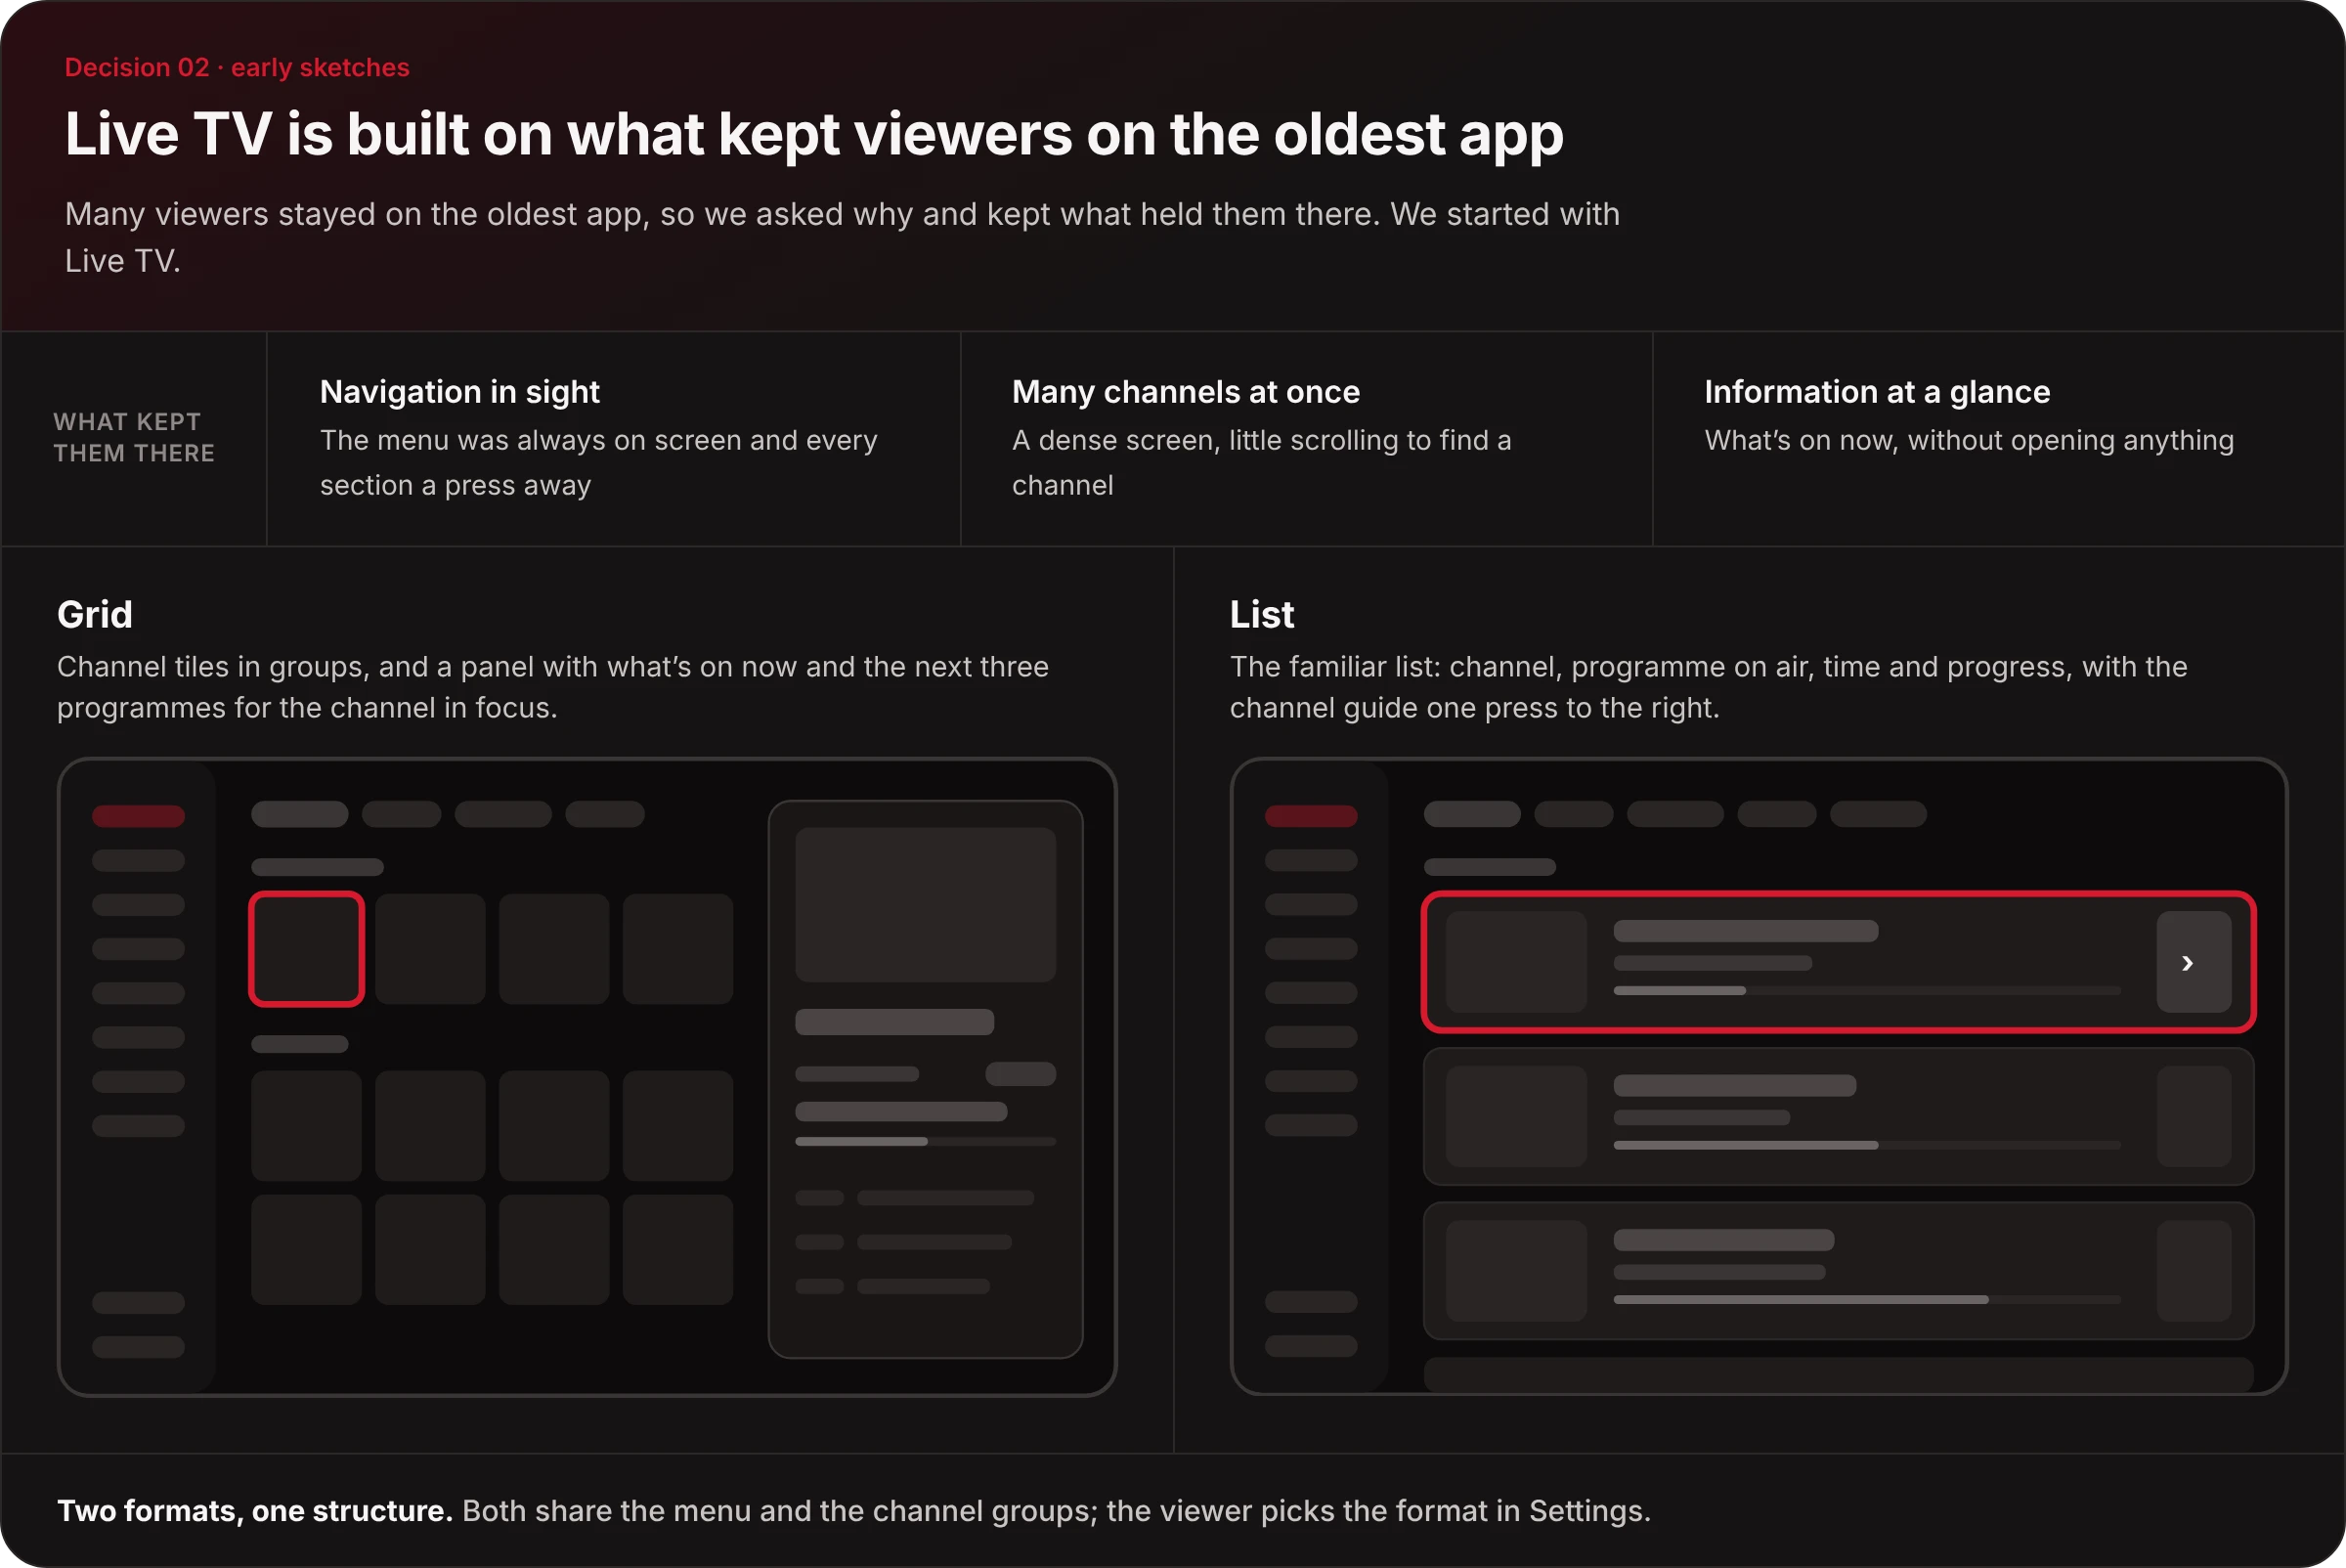 Decision 02 · early sketches
Live TV is built on what kept viewers on the oldest app
Many viewers stayed on the oldest app, so we asked why and kept what held them there. We started with
Live TV.
WHAT KEPT
THEM THERE
Navigation in sight
The menu was always on screen and every
section a press away
Many channels at once
A dense screen, little scrolling to find a
channel
Information at a glance
What’s on now, without opening anything
Grid
Channel tiles in groups, and a panel with what’s on now and the next three
programmes for the channel in focus.
List
The familiar list: channel, programme on air, time and progress, with the
channel guide one press to the right.
Two formats, one structure. Both share the menu and the channel groups; the viewer picks the format in Settings.